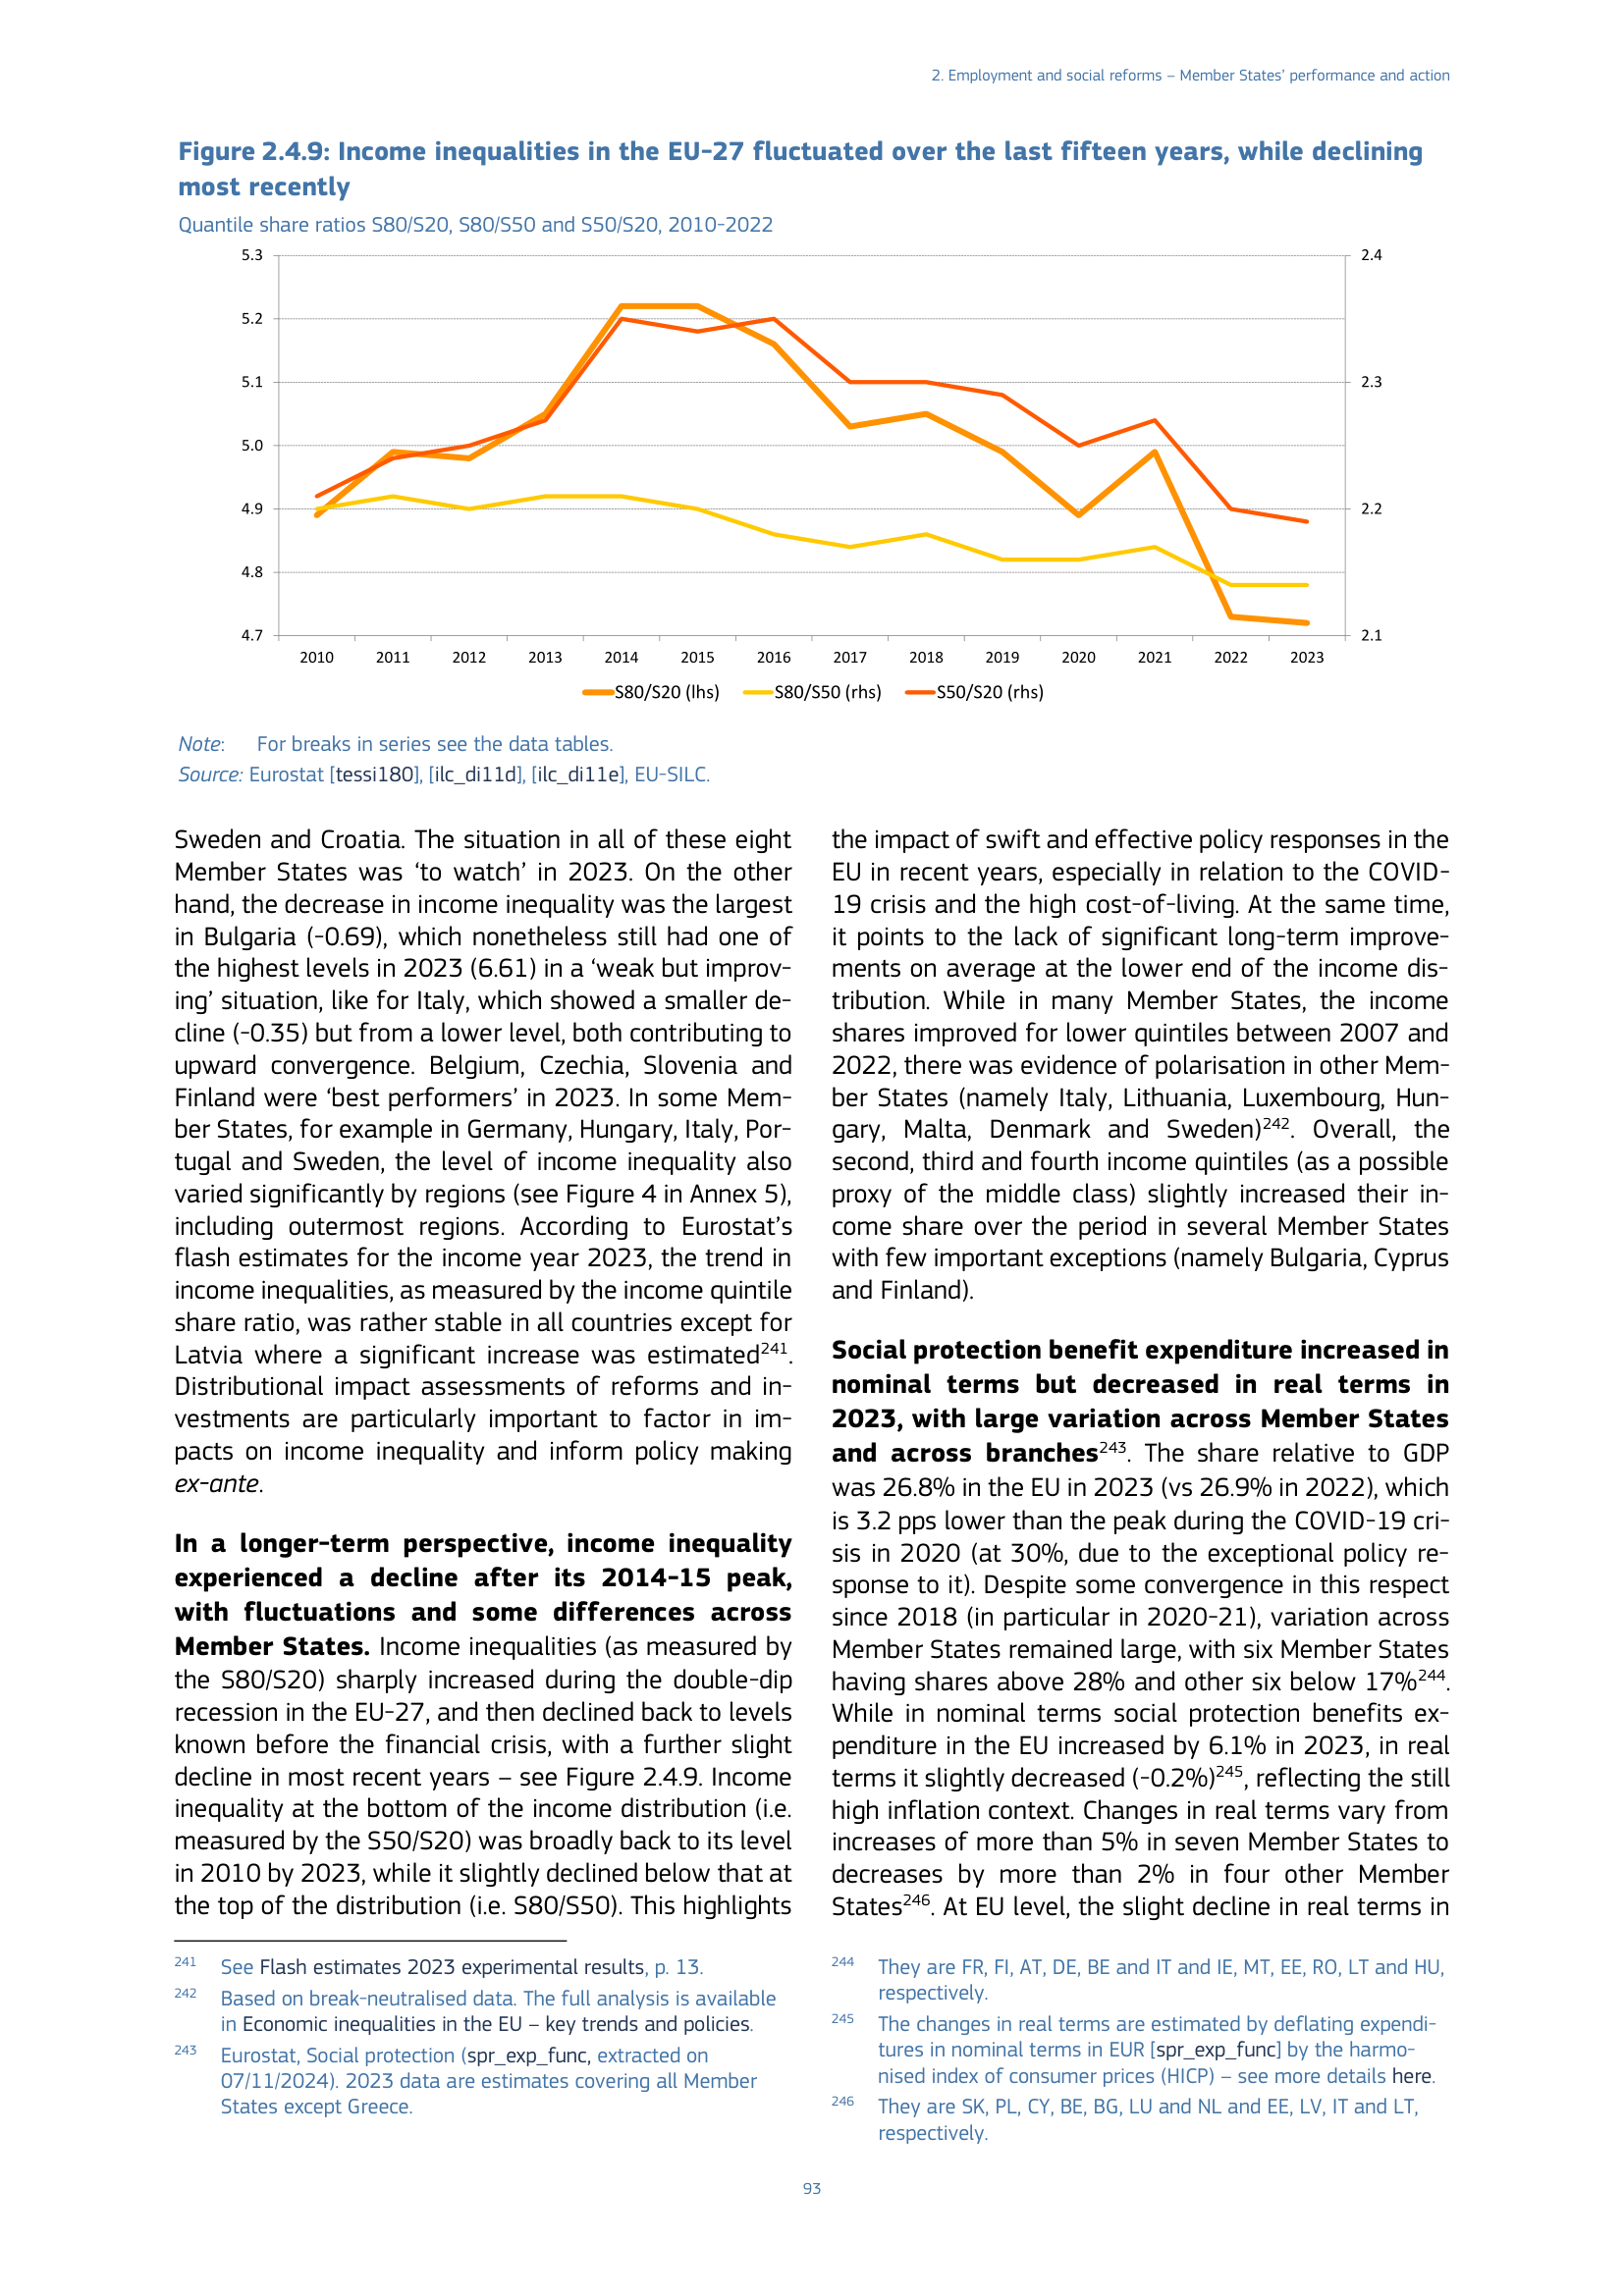 2. Employment and social reforms – Member States’ performance and action
Figure 2.4.9: Income inequalities in the EU-27 fluctuated over the last fifteen years, while declining
most recently
Quantile share ratios S80/S20, S80/S50 and S50/S20, 2010-2022
5.3
5.2
5.1
5.0
4.9
4.8
4.7
2.4
2.3
2.2
2.1
2010 2011 2012 2013 2014 2015 2016 2017 2018 2019 2020 2021 2022 2023
S80/S20 (lhs) S80/S50 (rhs) S50/S20 (rhs)
Note: For breaks in series see the data tables.
Source: Eurostat [tessi180], [ilc_di11d], [ilc_di11e], EU-SILC.
Sweden and Croatia. The situation in all of these eight
Member States was ‘to watch’ in 2023. On the other
hand, the decrease in income inequality was the largest
in Bulgaria (-0.69), which nonetheless still had one of
the highest levels in 2023 (6.61) in a ‘weak but improv-
ing’ situation, like for Italy, which showed a smaller de-
cline (-0.35) but from a lower level, both contributing to
upward convergence. Belgium, Czechia, Slovenia and
Finland were ‘best performers’ in 2023. In some Mem-
ber States, for example in Germany, Hungary, Italy, Por-
tugal and Sweden, the level of income inequality also
varied significantly by regions (see Figure 4 in Annex 5),
including outermost regions. According to Eurostat’s
flash estimates for the income year 2023, the trend in
income inequalities, as measured by the income quintile
share ratio, was rather stable in all countries except for
Latvia where a significant increase was estimated241.
Distributional impact assessments of reforms and in-
vestments are particularly important to factor in im-
pacts on income inequality and inform policy making
ex-ante.
In a longer-term perspective, income inequality
experienced a decline after its 2014-15 peak,
with fluctuations and some differences across
Member States. Income inequalities (as measured by
the S80/S20) sharply increased during the double-dip
recession in the EU-27, and then declined back to levels
known before the financial crisis, with a further slight
decline in most recent years – see Figure 2.4.9. Income
inequality at the bottom of the income distribution (i.e.
measured by the S50/S20) was broadly back to its level
in 2010 by 2023, while it slightly declined below that at
the top of the distribution (i.e. S80/S50). This highlights
the impact of swift and effective policy responses in the
EU in recent years, especially in relation to the COVID-
19 crisis and the high cost-of-living. At the same time,
it points to the lack of significant long-term improve-
ments on average at the lower end of the income dis-
tribution. While in many Member States, the income
shares improved for lower quintiles between 2007 and
2022, there was evidence of polarisation in other Mem-
ber States (namely Italy, Lithuania, Luxembourg, Hun-
gary, Malta, Denmark and Sweden)242. Overall, the
second, third and fourth income quintiles (as a possible
proxy of the middle class) slightly increased their in-
come share over the period in several Member States
with few important exceptions (namely Bulgaria, Cyprus
and Finland).
Social protection benefit expenditure increased in
nominal terms but decreased in real terms in
2023, with large variation across Member States
and across branches243. The share relative to GDP
was 26.8% in the EU in 2023 (vs 26.9% in 2022), which
is 3.2 pps lower than the peak during the COVID-19 cri-
sis in 2020 (at 30%, due to the exceptional policy re-
sponse to it). Despite some convergence in this respect
since 2018 (in particular in 2020-21), variation across
Member States remained large, with six Member States
having shares above 28% and other six below 17%244.
While in nominal terms social protection benefits ex-
penditure in the EU increased by 6.1% in 2023, in real
terms it slightly decreased (-0.2%)245, reflecting the still
high inflation context. Changes in real terms vary from
increases of more than 5% in seven Member States to
decreases by more than 2% in four other Member
States246. At EU level, the slight decline in real terms in
241 See Flash estimates 2023 experimental results, p. 13.
242 Based on break-neutralised data. The full analysis is available
in Economic inequalities in the EU – key trends and policies.
243 Eurostat, Social protection (spr_exp_func, extracted on
07/11/2024). 2023 data are estimates covering all Member
States except Greece.
244 They are FR, FI, AT, DE, BE and IT and IE, MT, EE, RO, LT and HU,
respectively.
245 The changes in real terms are estimated by deflating expendi-
tures in nominal terms in EUR [spr_exp_func] by the harmo-
nised index of consumer prices (HICP) – see more details here.
246 They are SK, PL, CY, BE, BG, LU and NL and EE, LV, IT and LT,
respectively.
93